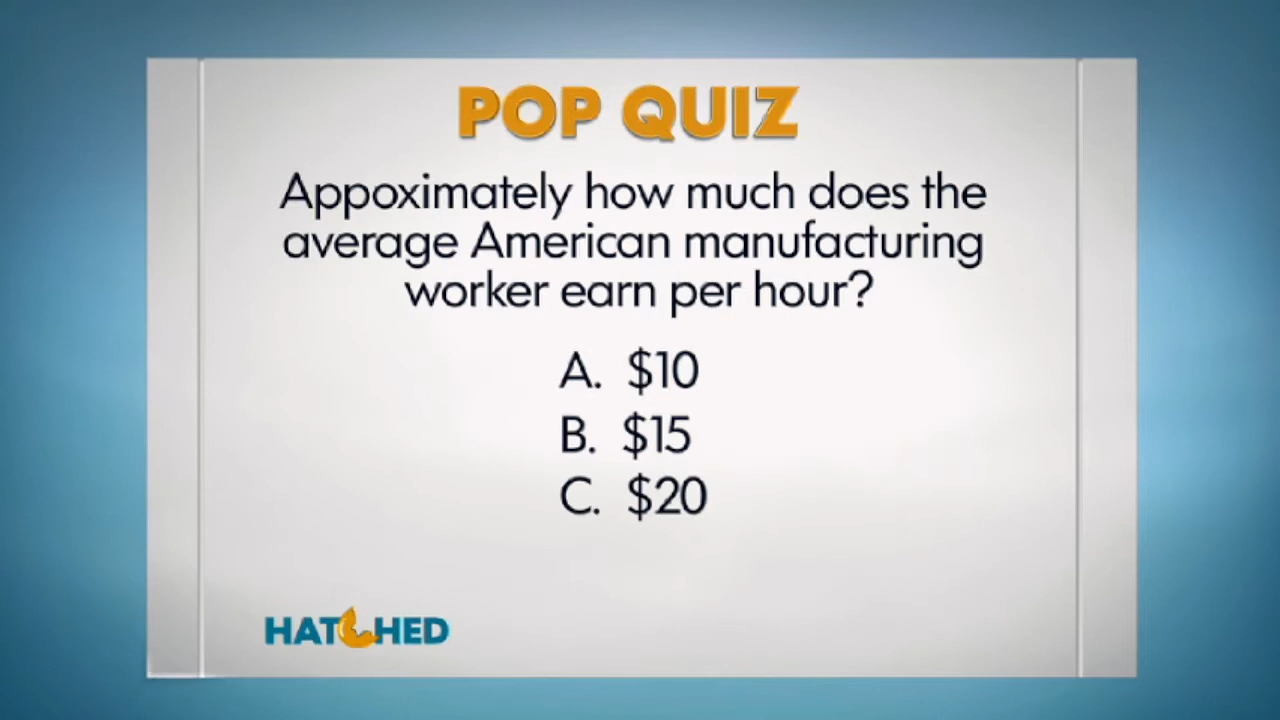 POP QUIZ
Appoximately how much does the
average American manufacturing
worker earn per hour?
A. $10
B. $15
C. $20
HATCHED